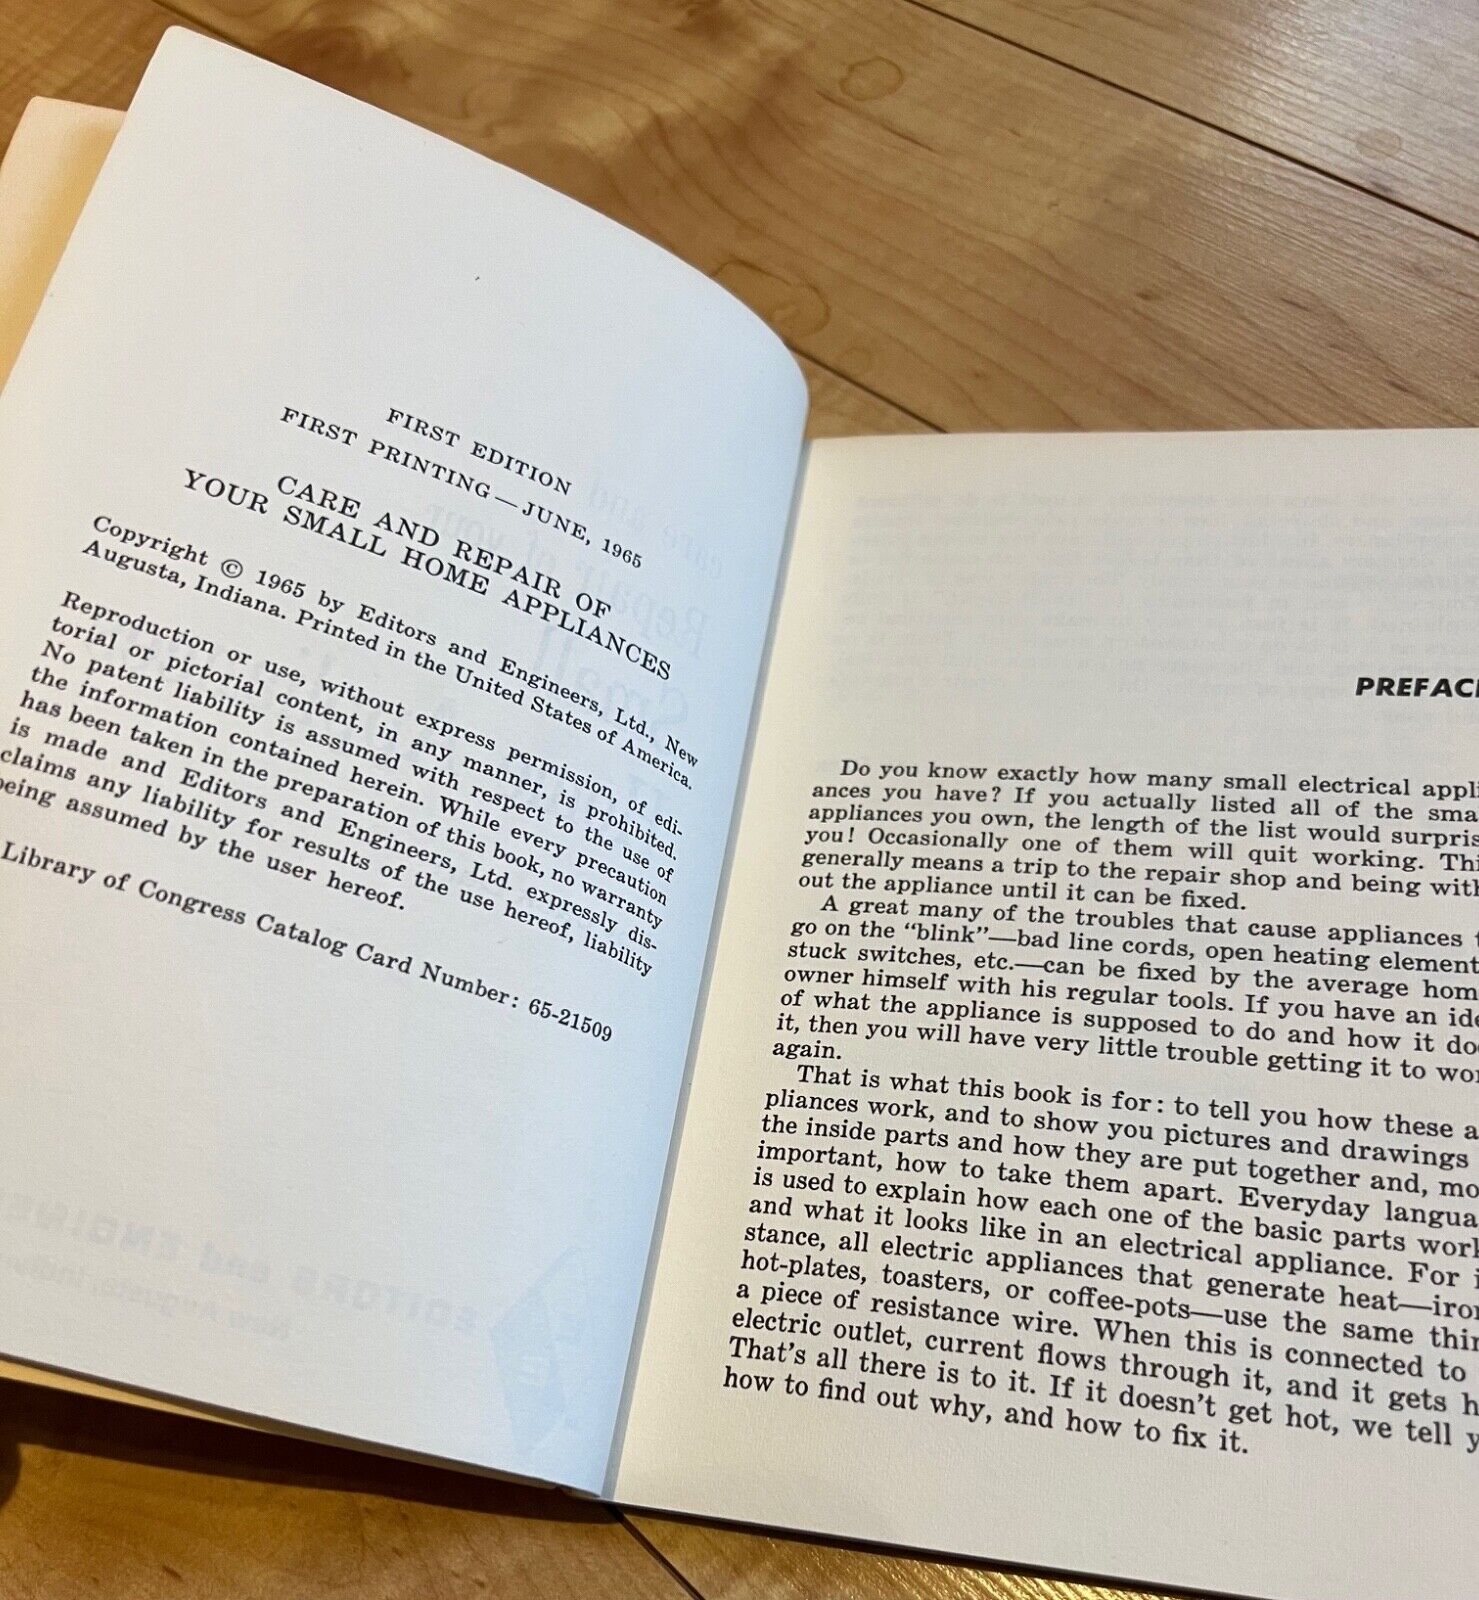 FIRST EDITION
FIRST PRINTING—JUNE, 1965
CARE AND REPAIR OF
YOUR SMALL HOME APPLIANCES
Copyright © 1965 by Editors and Engineers, Ltd., New
Augusta, Indiana. Printed in the United States of America.
Reproduction or use, without express permission, of edi-
torial or pictorial content, in any manner, is prohibited.
No patent liability is assumed with respect to the use of
the information contained herein. While every precaution
has been taken in the preparation of this book, no warranty
is made and Editors and Engineers, Ltd. expressly dis-
claims any liability for results of the use hereof, liability
being assumed by the user hereof.
Library of Congress Catalog Card Number: 65-21509
PREFAC
Do you know exactly how many small electrical appli
ances you have? If you actually listed all of the sma
appliances you own, the length of the list would surpris
you! Occasionally one of them will quit working. Thi
generally means a trip to the repair shop and being with
out the appliance until it can be fixed.
A great many of the troubles that cause appliances t
go on the "blink"—bad line cords, open heating element
stuck switches, etc.—can be fixed by the average hom
owner himself with his regular tools. If you have an ide
of what the appliance is supposed to do and how it doe
it, then you will have very little trouble getting it to wor
again.
That is what this book is for: to tell you how these a
pliances work, and to show you pictures and drawings
the inside parts and how they are put together and, mo
important, how to take them apart. Everyday langua
is used to explain how each one of the basic parts work
and what it looks like in an electrical appliance. For i
stance, all electric appliances that generate heat—iron
hot-plates, toasters, or coffee-pots—use the same thin
a piece of resistance wire. When this is connected to
electric outlet, current flows through it, and it gets h
That's all there is to it. If it doesn't get hot, we tell y
how to find out why, and how to fix it.